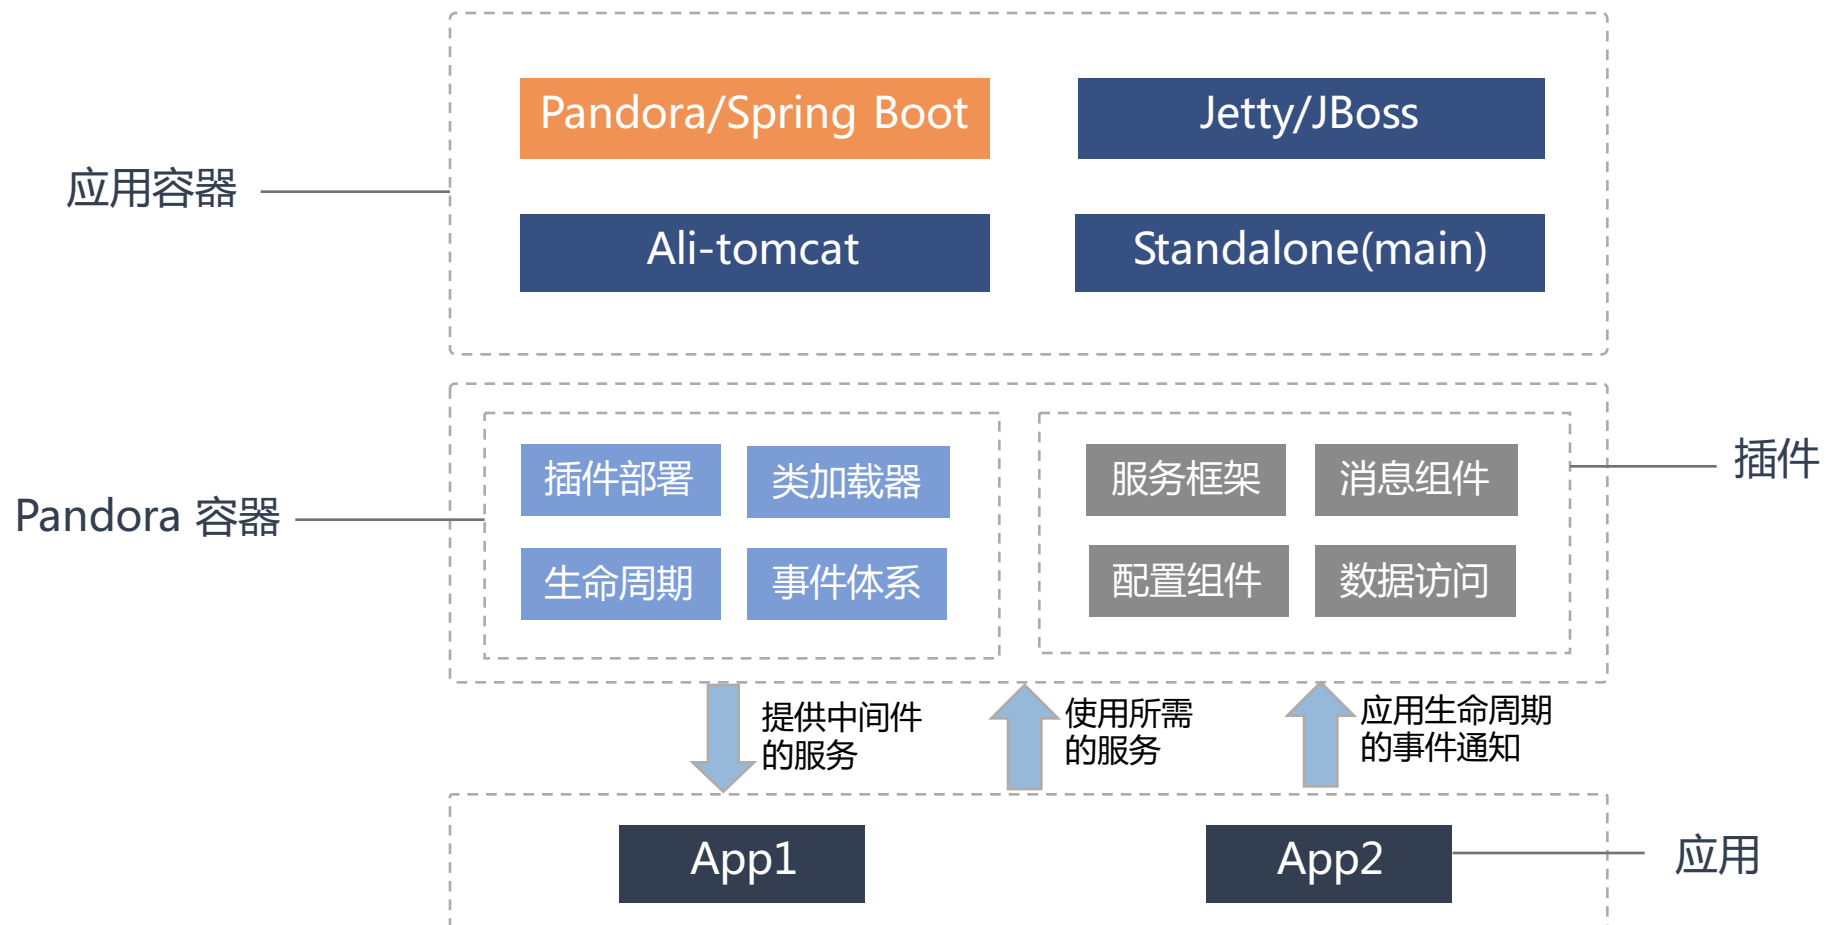 Pandora/Spring Boot
Jetty/JBoss
应用容器
Ali-tomcat
Standalone(main)
插件部署
类加载器
服务框架
消息组件
插件
Pandora 容器
生命周期
事件体系
配置组件
数据访问
提供中间件
的服务
使用所需
的服务
应用生命周期
的事件通知
App1
App2
应用